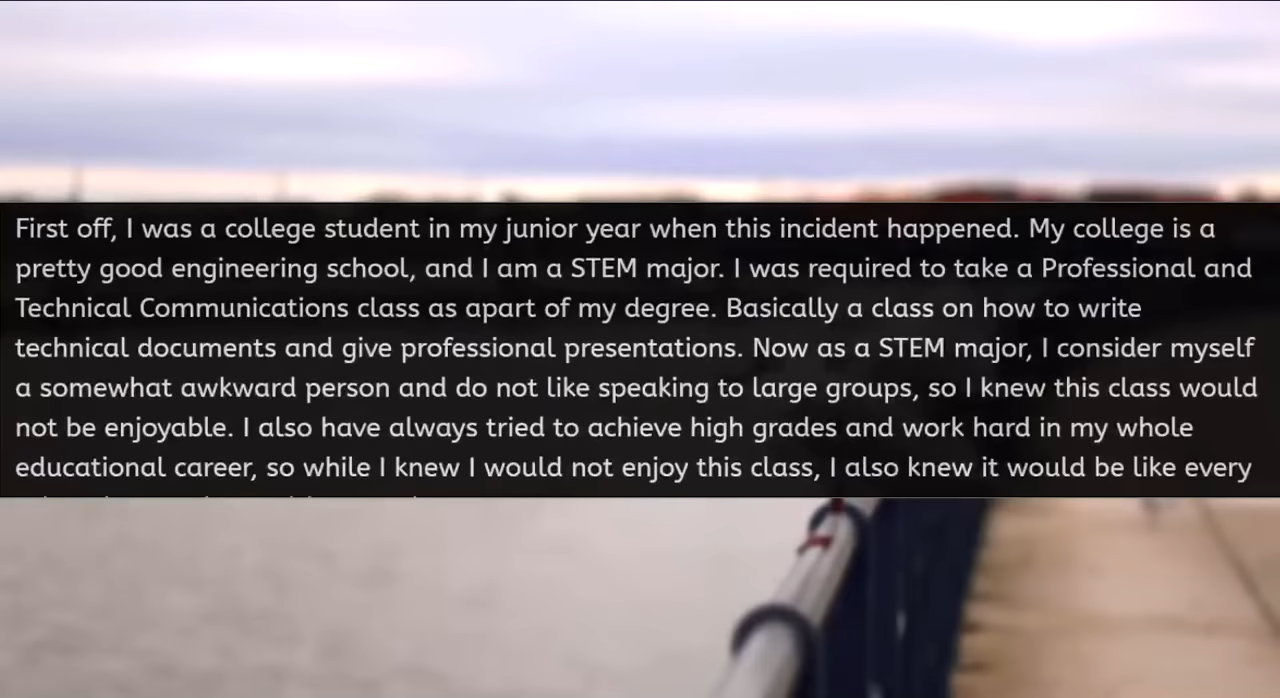 First off, I was a college student in my junior year when this incident happened. My college is a
pretty good engineering school, and I am a STEM major. I was required to take a Professional and
Technical Communications class as apart of my degree. Basically a class on how to write
technical documents and give professional presentations. Now as a STEM major, I consider myself
a somewhat awkward person and do not like speaking to large groups, so I knew this class would
not be enjoyable. I also have always tried to achieve high grades and work hard in my whole
educational career, so while I knew I would not enjoy this class, I also knew it would be like every